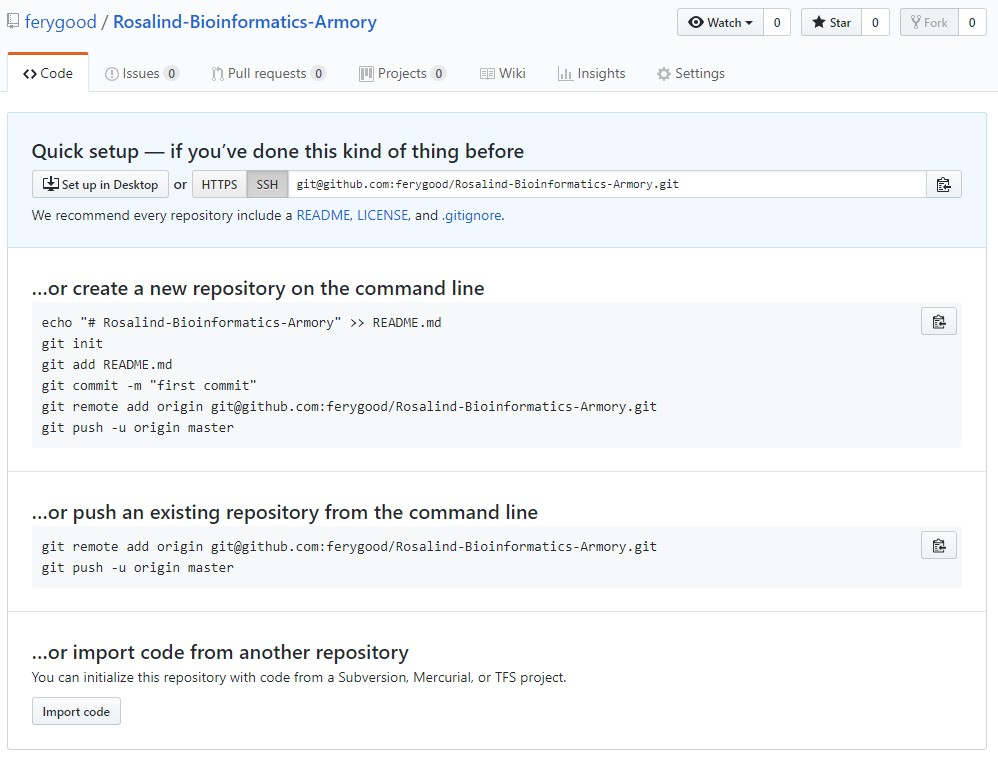 ferygood / Rosalind-Bioinformatics-Armory
Watch 0 Star 0 Fork 0
Code Issues 0 Pull requests 0 Projects 0 Wiki Insights Settings
Quick setup — if you’ve done this kind of thing before
Set up in Desktop or HTTPS SSH git@github.com:ferygood/Rosalind-Bioinformatics-Armory.git
We recommend every repository include a README, LICENSE, and .gitignore.
…or create a new repository on the command line
echo "# Rosalind-Bioinformatics-Armory" >> README.md
git init
git add README.md
git commit -m "first commit"
git remote add origin git@github.com:ferygood/Rosalind-Bioinformatics-Armory.git
git push -u origin master
…or push an existing repository from the command line
git remote add origin git@github.com:ferygood/Rosalind-Bioinformatics-Armory.git
git push -u origin master
…or import code from another repository
You can initialize this repository with code from a Subversion, Mercurial, or TFS project.
Import code